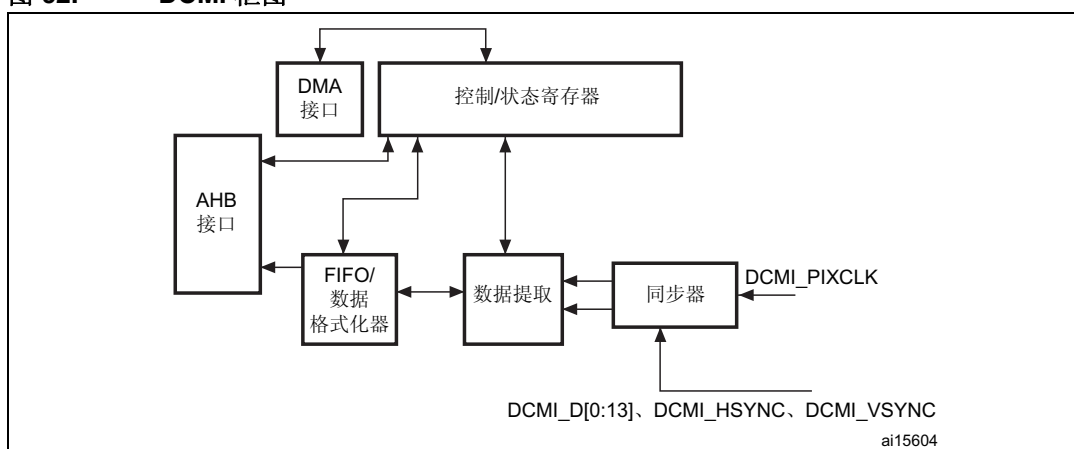 DCMI 框图
DMA
接口
控制/状态寄存器
AHB
接口
FIFO/
数据
格式化器
数据提取
同步器
DCMI_PIXCLK
DCMI_D[0:13]、DCMI_HSYNC、DCMI_VSYNC
ai15604